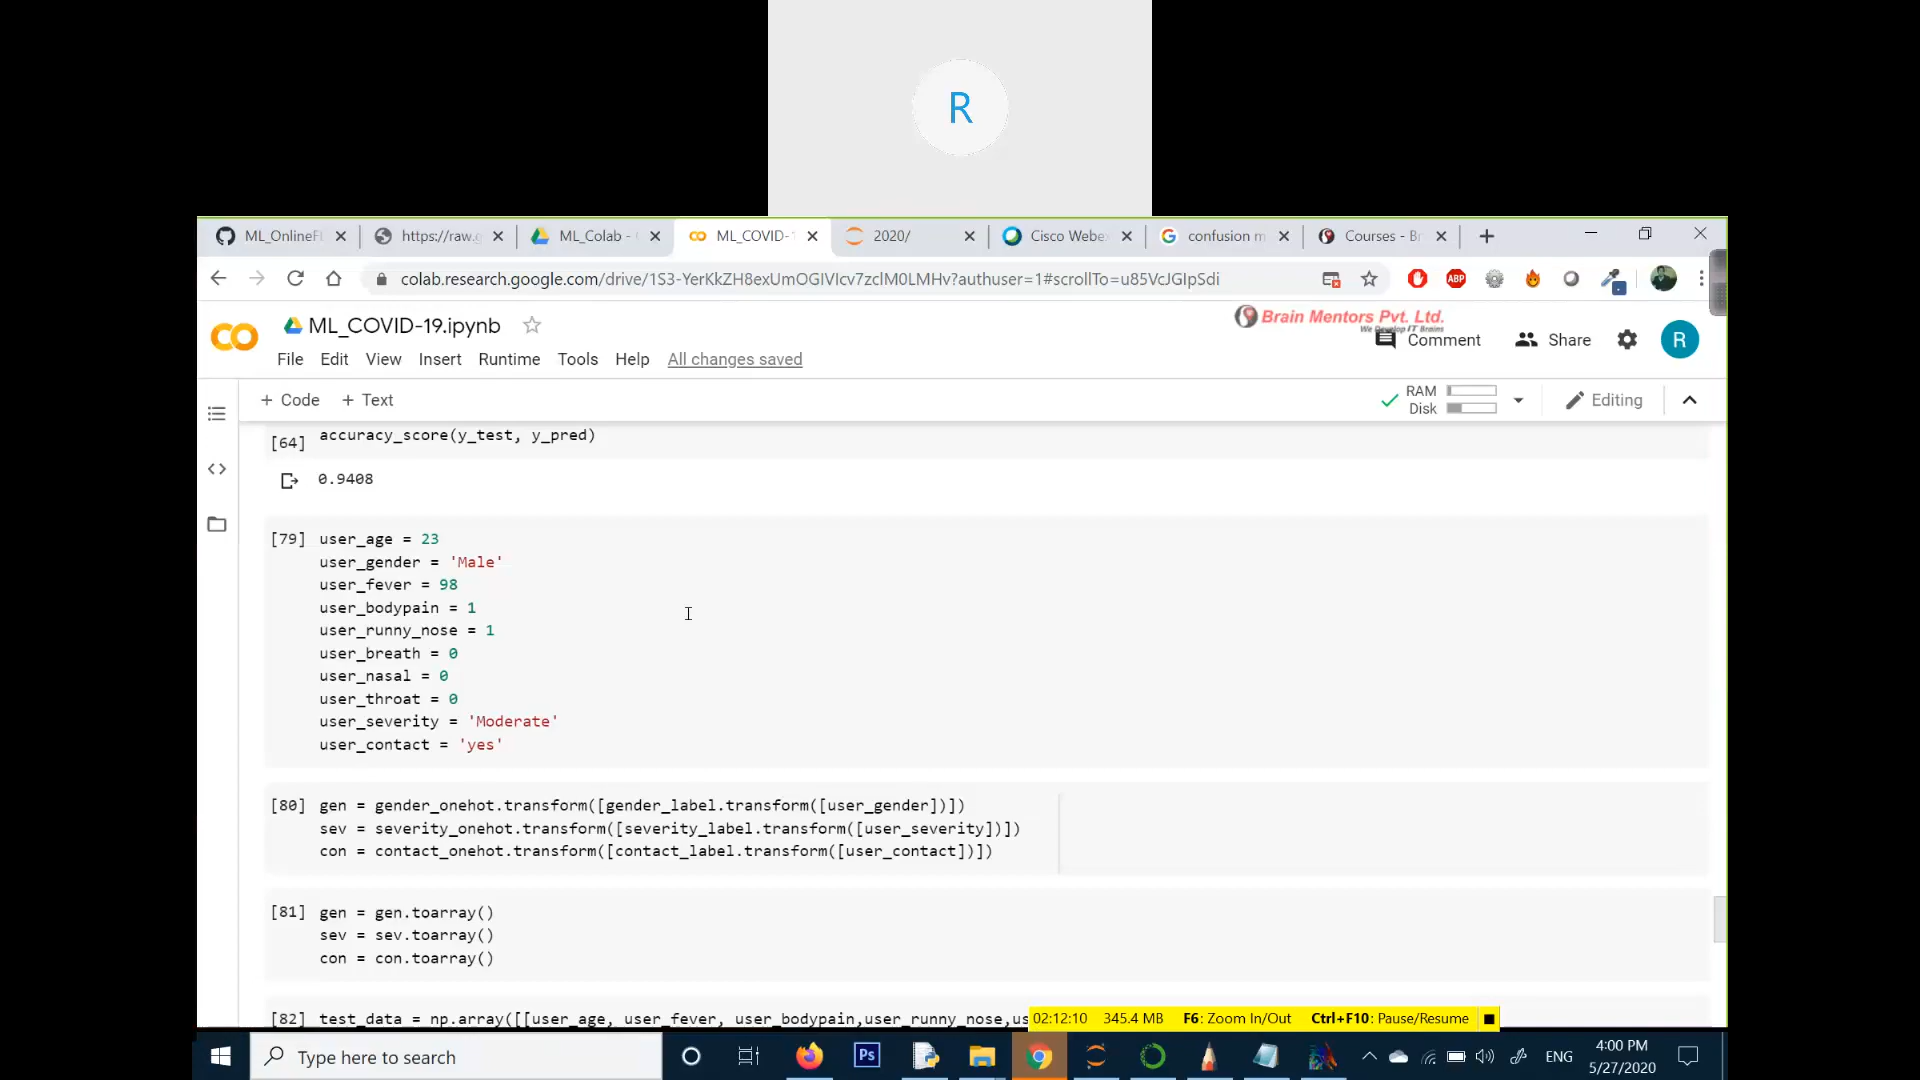 R
ML_OnlineF
https://raw.g
ML_Colab -
ML_COVID-
2020/
Cisco Webe
confusion m
Courses - Br
colab.research.google.com/drive/1S3-YerKkZH8exUmOGIVIcv7zclM0LMHv?authuser=1#scrollTo=u85VcJGIpSdi
ABP
ML_COVID-19.ipynb
Brain Mentors Pvt. Ltd.
We Develop IT Brains
Comment
Share
R
File Edit View Insert Runtime Tools Help All changes saved
+ Code + Text
RAM
Disk
Editing
[64] accuracy_score(y_test, y_pred)
0.9408
[79] user_age = 23
user_gender = 'Male'
user_fever = 98
user_bodypain = 1
user_runny_nose = 1
user_breath = 0
user_nasal = 0
user_throat = 0
user_severity = 'Moderate'
user_contact = 'yes'
[80] gen = gender_onehot.transform([gender_label.transform([user_gender])])
sev = severity_onehot.transform([severity_label.transform([user_severity])])
con = contact_onehot.transform([contact_label.transform([user_contact])])
[81] gen = gen.toarray()
sev = sev.toarray()
con = con.toarray()
[82] test_data = np.array([[user_age, user_fever, user_bodypain,user_runny_nose,us
02:12:10 345.4 MB F6: Zoom In/Out Ctrl+F10: Pause/Resume
Type here to search
Ps
ENG
4:00 PM
5/27/2020